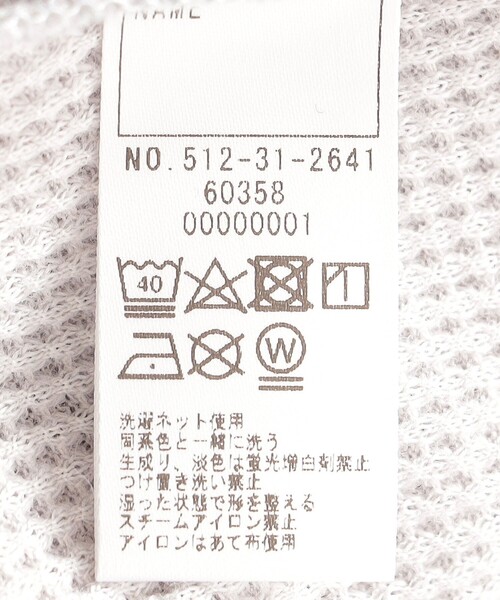 NAME
NO. 512-31-2641
60358
00000001
40
W
洗濯ネット使用
同系色と一緒に洗う
生成り、淡色は蛍光増白剤禁止
つけ置き洗い禁止
湿った状態で形を整える
スチームアイロン禁止
アイロンはあて布使用